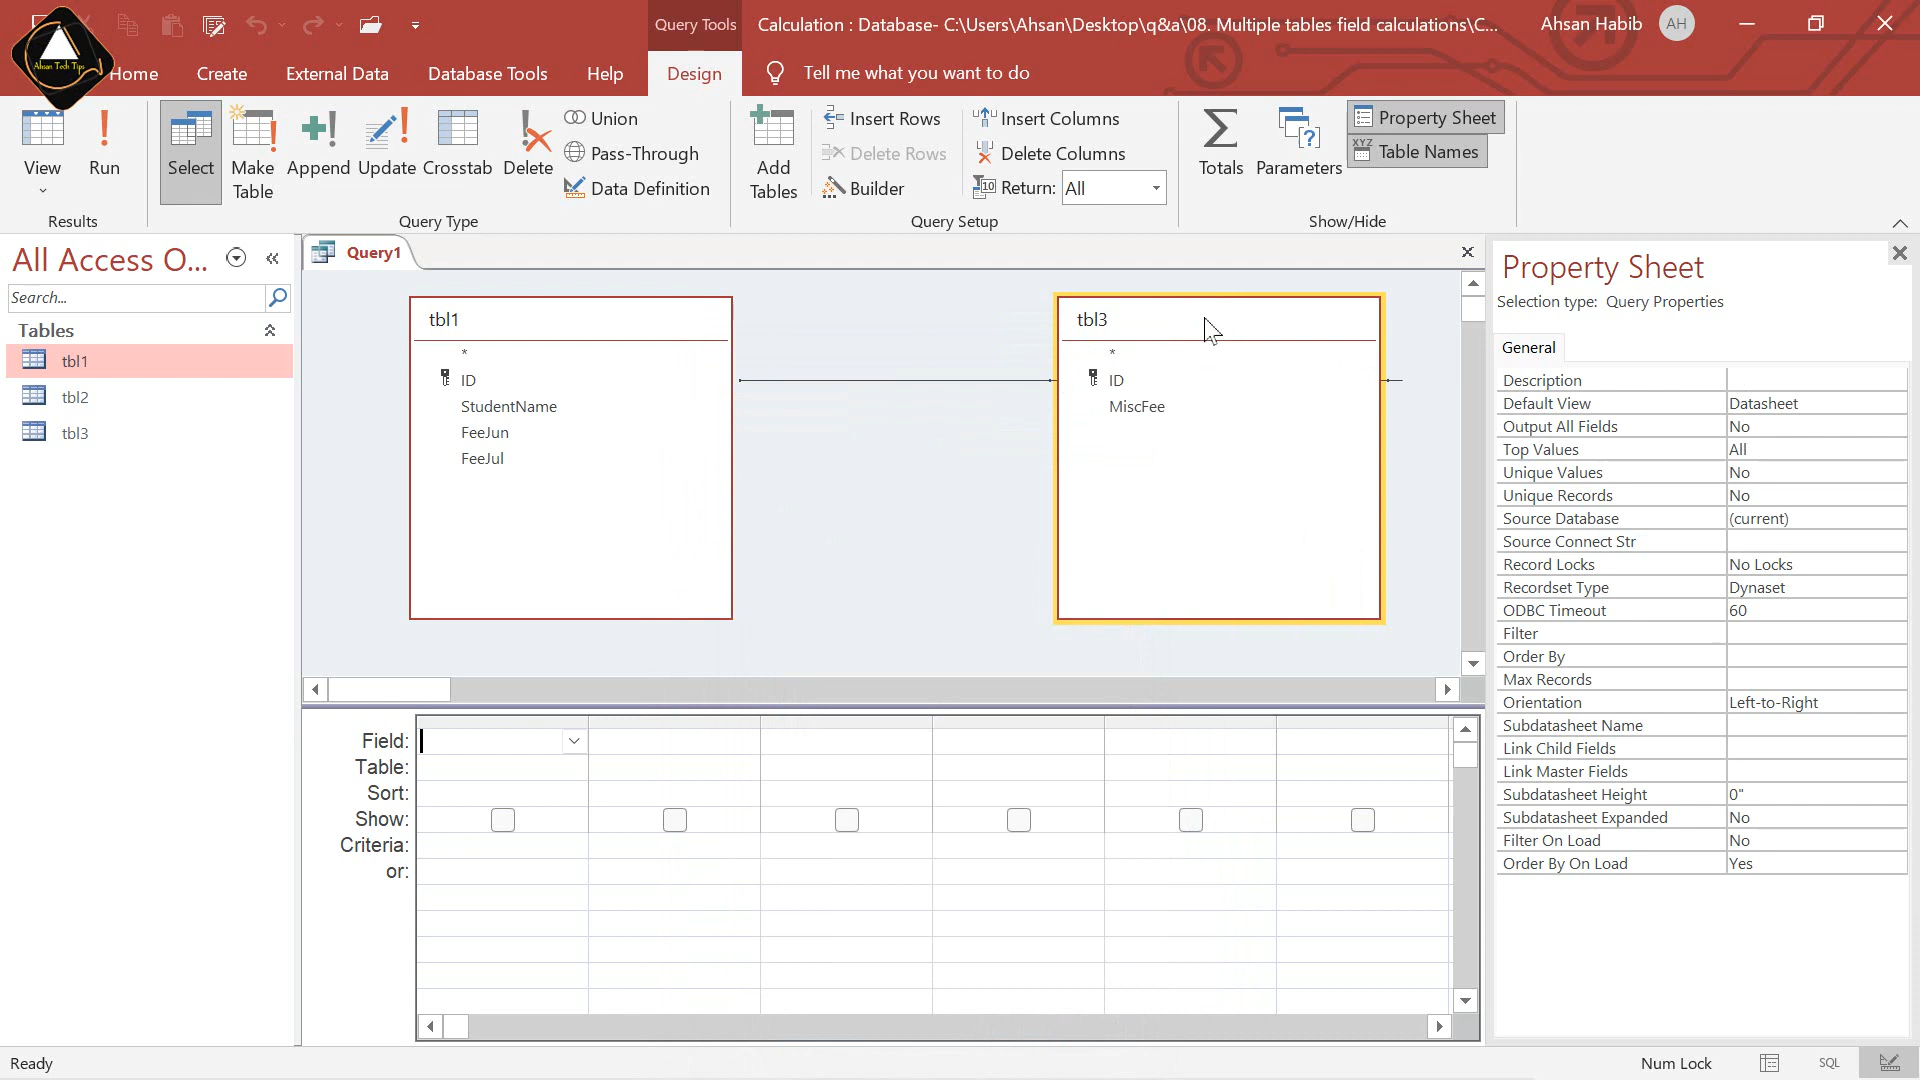 Query Tools
Calculation : Database- C:\Users\Ahsan\Desktop\q&a\08. Multiple tables field calculations\C...
Ahsan Habib
AH
Ahsan Tech Tips
Home
Create
External Data
Database Tools
Help
Design
Tell me what you want to do
View
Run
Select
Make Table
Append
Update
Crosstab
Delete
Union
Pass-Through
Data Definition
Add Tables
Insert Rows
Delete Rows
Builder
Insert Columns
Delete Columns
Return: All
Totals
Parameters
Property Sheet
Table Names
Results
Query Type
Query Setup
Show/Hide
All Access O...
Search...
Tables
tbl1
tbl2
tbl3
Query1
tbl1
*
ID
StudentName
FeeJun
FeeJul
tbl3
*
ID
MiscFee
Field:
Table:
Sort:
Show:
Criteria:
or:
Property Sheet
Selection type: Query Properties
General
Description
Default View Datasheet
Output All Fields No
Top Values All
Unique Values No
Unique Records No
Source Database (current)
Source Connect Str
Record Locks No Locks
Recordset Type Dynaset
ODBC Timeout 60
Filter
Order By
Max Records
Orientation Left-to-Right
Subdatasheet Name
Link Child Fields
Link Master Fields
Subdatasheet Height 0"
Subdatasheet Expanded No
Filter On Load No
Order By On Load Yes
Ready
Num Lock
SQL